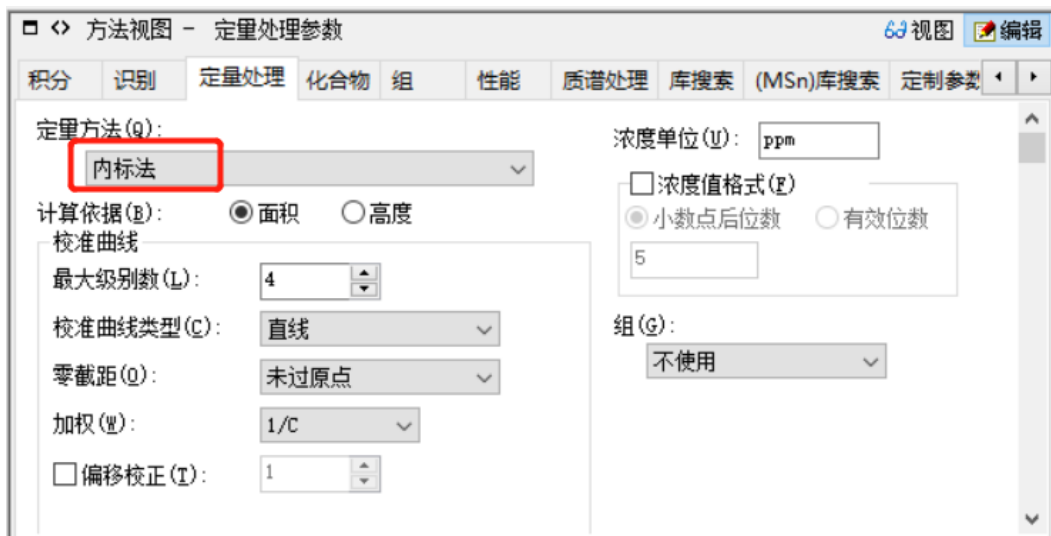 方法视图 - 定量处理参数 视图 编辑
积分 识别 定量处理 化合物 组 性能 质谱处理 库搜索 (MSn)库搜索 定制参数
定量方法(Q):
内标法
计算依据(B): 面积 高度
校准曲线
最大级别数(L): 4
校准曲线类型(C): 直线
零截距(O): 未过原点
加权(W): 1/C
偏移校正(T): 1
浓度单位(U): ppm
浓度值格式(F)
小数点后位数 有效位数
5
组(G):
不使用